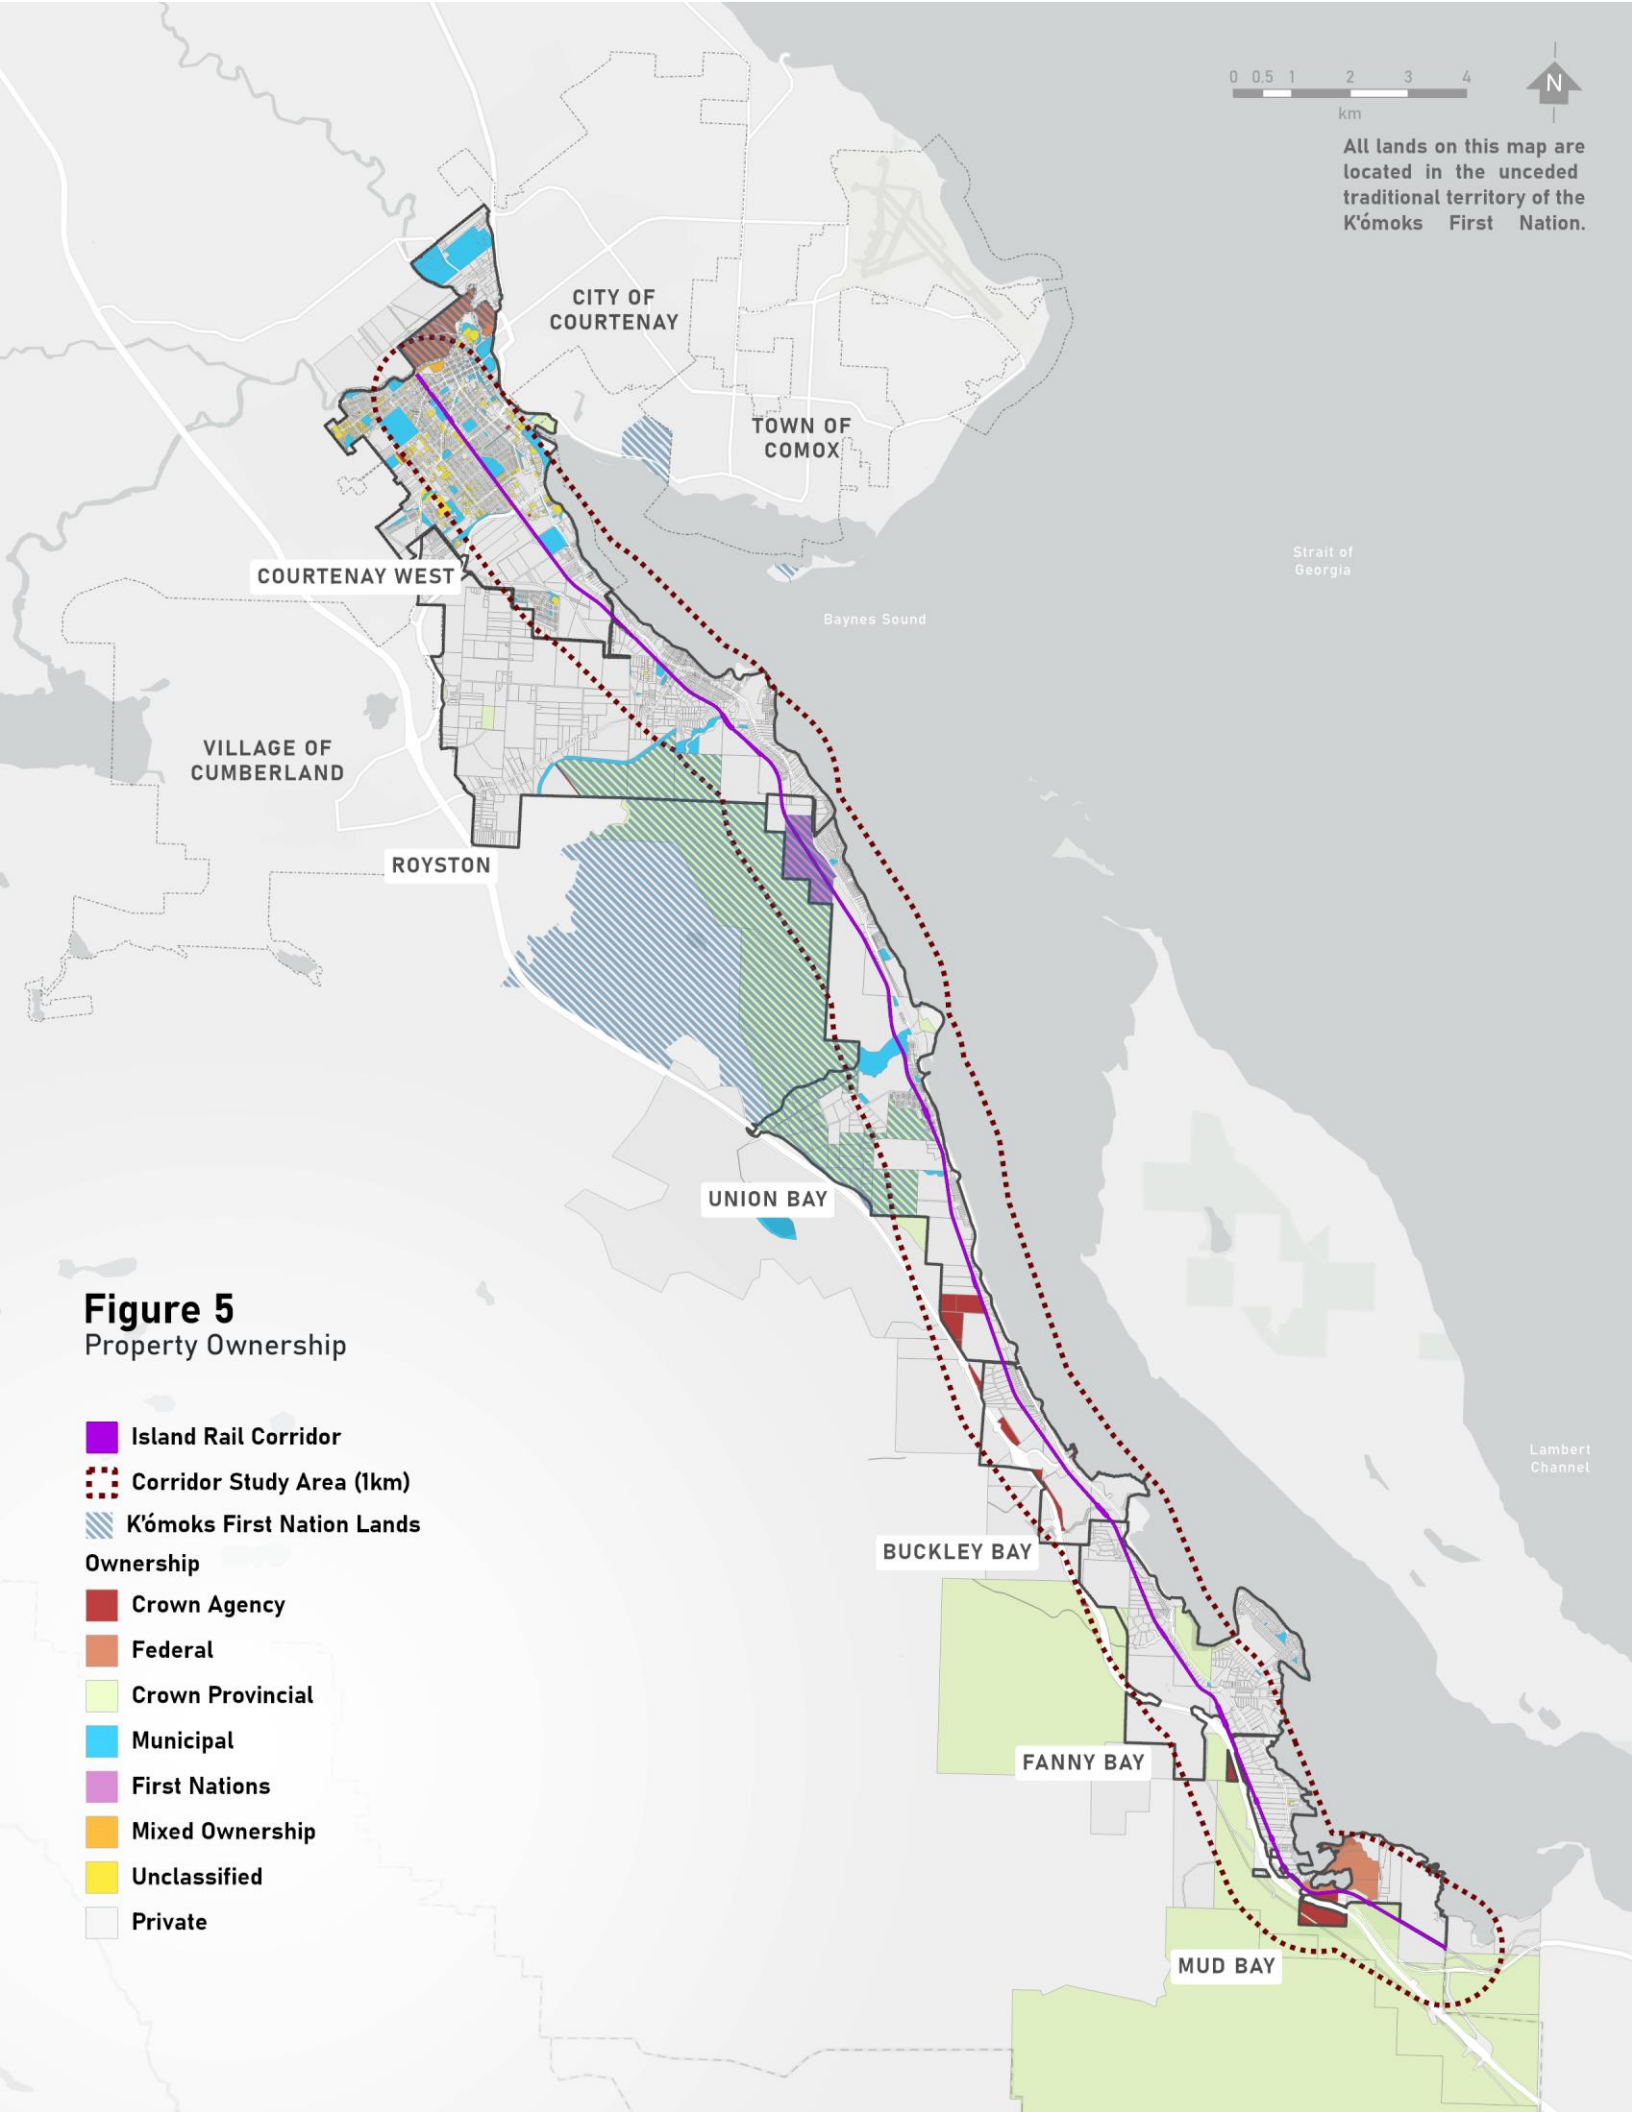 0 0.5 1 2 3 4
km
N
All lands on this map are
located in the unceded
traditional territory of the
K'ómoks First Nation.
CITY OF
COURTENAY
TOWN OF
COMOX
Strait of
Georgia
COURTENAY WEST
Baynes Sound
VILLAGE OF
CUMBERLAND
ROYSTON
UNION BAY
Figure 5
Property Ownership
Island Rail Corridor
Corridor Study Area (1km)
K'ómoks First Nation Lands
Ownership
Crown Agency
Federal
Crown Provincial
Municipal
First Nations
Mixed Ownership
Unclassified
Private
Lambert
Channel
BUCKLEY BAY
FANNY BAY
MUD BAY